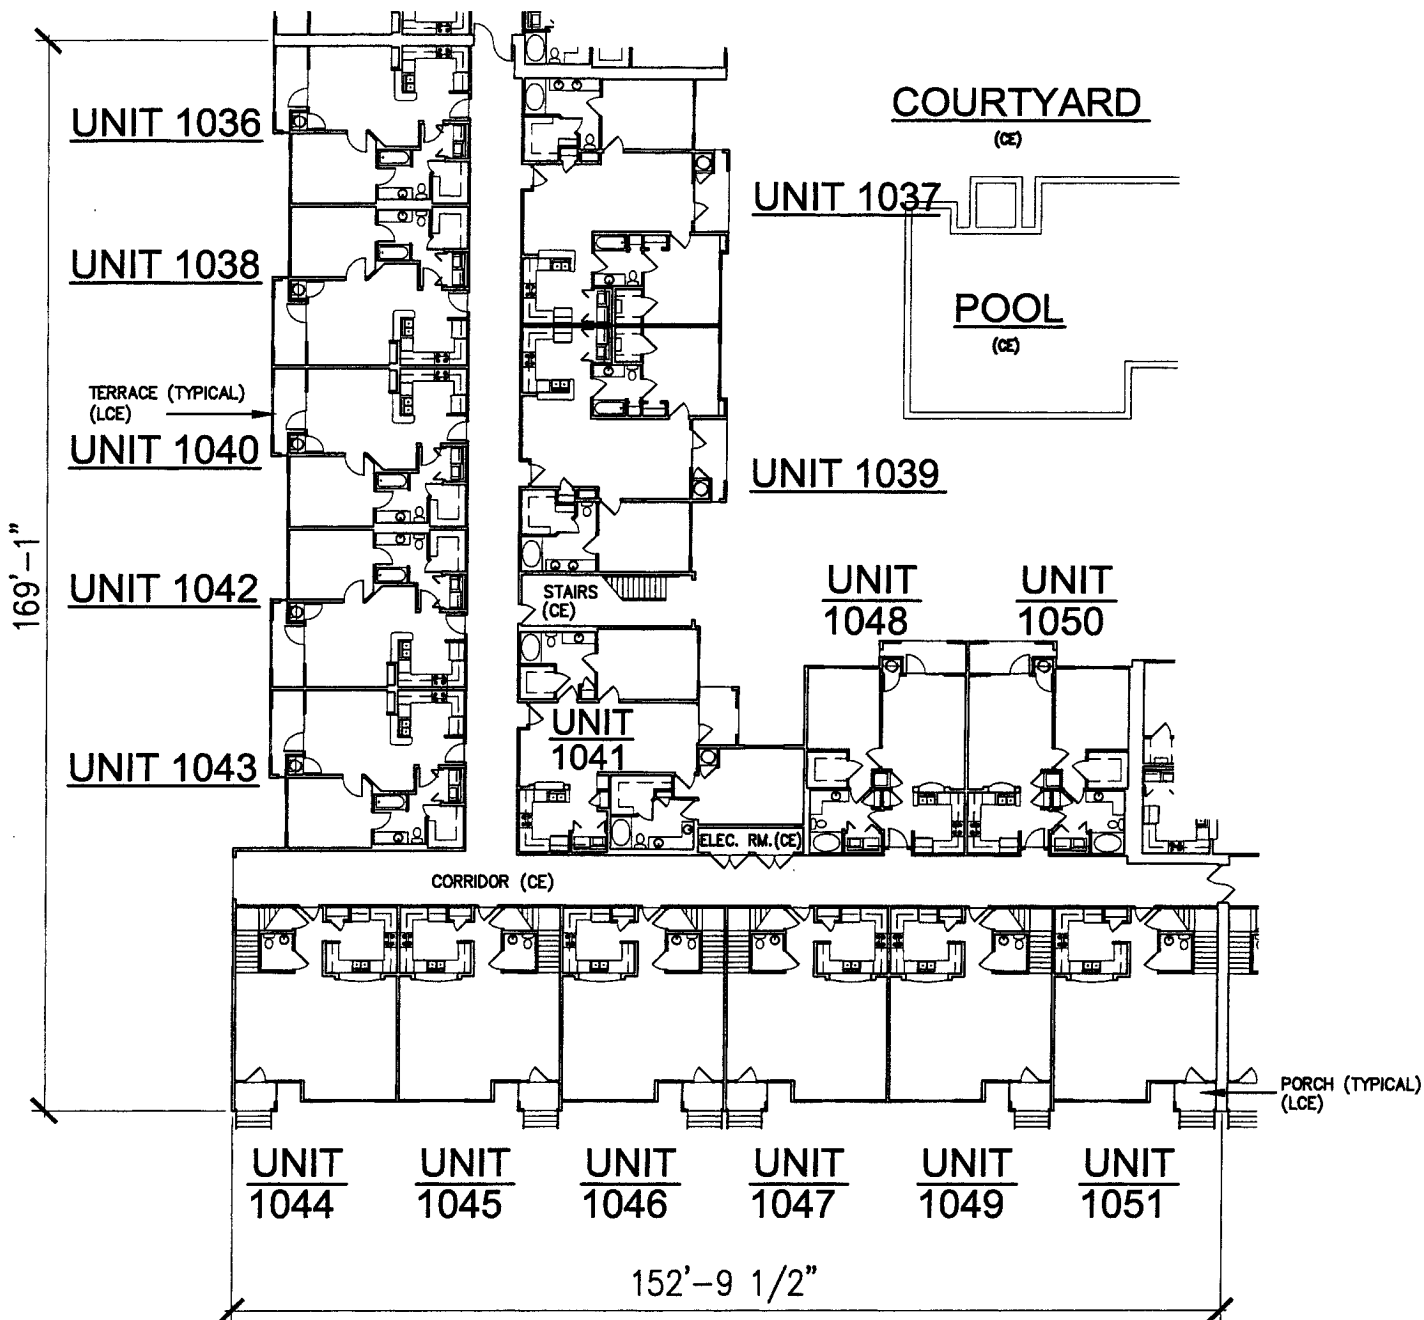 UNIT 1036
COURTYARD
(CE)
UNIT 1037
UNIT 1038
POOL
(CE)
TERRACE (TYPICAL)
(LCE)
UNIT 1040
UNIT 1039
169'-1"
UNIT 1042
STAIRS
(CE)
UNIT
1048
UNIT
1050
UNIT
1041
UNIT 1043
ELEC. RM.(CE)
CORRIDOR (CE)
PORCH (TYPICAL)
(LCE)
UNIT
1044
UNIT
1045
UNIT
1046
UNIT
1047
UNIT
1049
UNIT
1051
152'-9 1/2"